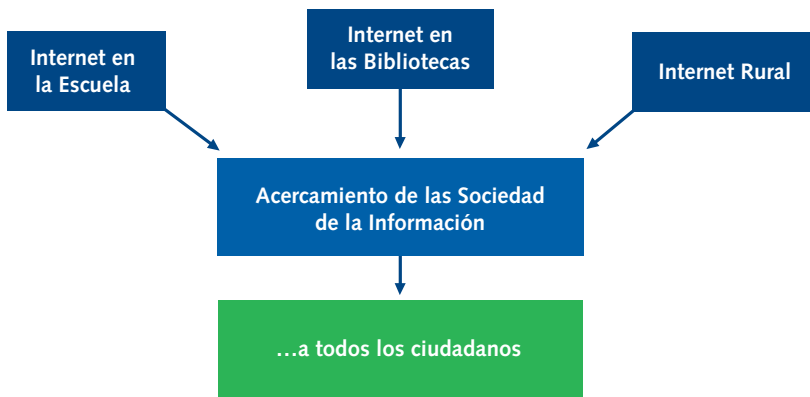 Internet en
la Escuela
Internet en
las Bibliotecas
Internet Rural
Acercamiento de las Sociedad
de la Información
...a todos los ciudadanos